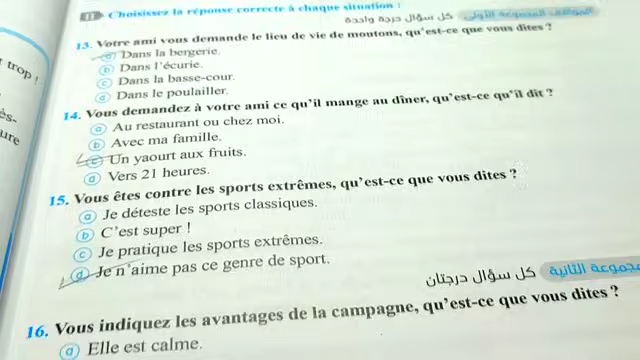 II Choisissez la réponse correcte à chaque situation :
كل سؤال درجة واحدة
13. Votre ami vous demande le lieu de vie de moutons, qu'est-ce que vous dites ?
a Dans la bergerie.
b Dans l'écurie.
c Dans la basse-cour.
d Dans le poulailler.
14. Vous demandez à votre ami ce qu'il mange au dîner, qu'est-ce qu'il dit ?
a Au restaurant ou chez moi.
b Avec ma famille.
c Un yaourt aux fruits.
d Vers 21 heures.
15. Vous êtes contre les sports extrêmes, qu'est-ce que vous dites ?
a Je déteste les sports classiques.
b C'est super !
c Je pratique les sports extrêmes.
d Je n'aime pas ce genre de sport.
كل سؤال درجتان
16. Vous indiquez les avantages de la campagne, qu'est-ce que vous dites ?
a Elle est calme.
trop !